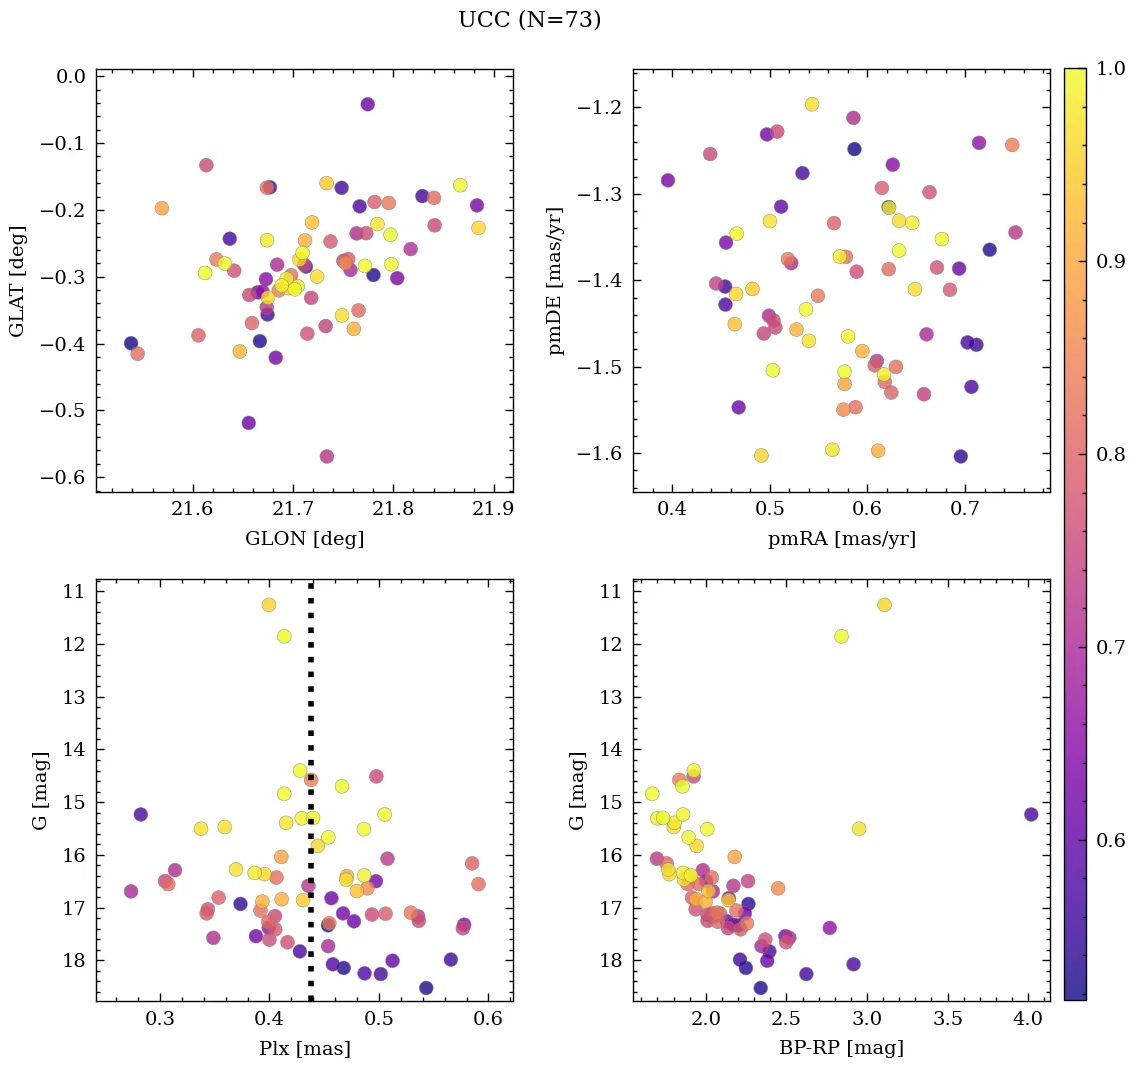 UCC (N=73)
0.0
−0.1
−0.2
−0.3
−0.4
−0.5
−0.6
GLAT [deg]
21.6 21.7 21.8 21.9
GLON [deg]
−1.2
−1.3
−1.4
−1.5
−1.6
pmDE [mas/yr]
0.4 0.5 0.6 0.7
pmRA [mas/yr]
1.0
0.9
0.8
0.7
0.6
11
12
13
14
15
16
17
18
G [mag]
0.3 0.4 0.5 0.6
Plx [mas]
11
12
13
14
15
16
17
18
G [mag]
2.0 2.5 3.0 3.5 4.0
BP-RP [mag]